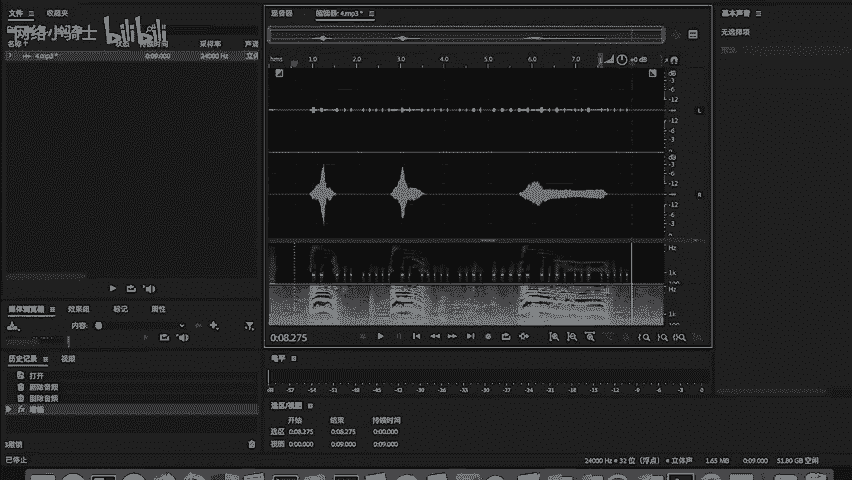 文件 收藏夹
网络小骑士 bilibili
名称 状态 持续时间 采样率 声道
4.mp3* 0:09.000 24000 Hz 立体
混音器 编辑器: 4.mp3*
基本声音
无选择项
hms 1.0 2.0 3.0 4.0 5.0 6.0 7.0 +0 dB
dB
-3
-6
-12
L
-12
-6
-3
dB
-3
-6
-12
R
-12
-6
-3
Hz
1k
Hz
1k
媒体浏览器 效果组 标记 属性
内容:
0:08.275
历史记录 视频
打开
删除音频
删除音频
增幅
电平
dB -57 -54 -51 -48 -45 -42 -39 -36 -33 -30 -27 -24 -21 -18 -15 -12 -9 -6 -3 0
选区/视图
开始 结束 持续时间
选区 0:08.275 0:08.275 0:00.000
视图 0:00.000 0:09.000 0:09.000
3撤销
已停止
24000 Hz • 32 位 (浮点) • 立体声 1.65 MB 0:09.000 51.80 GB 空闲